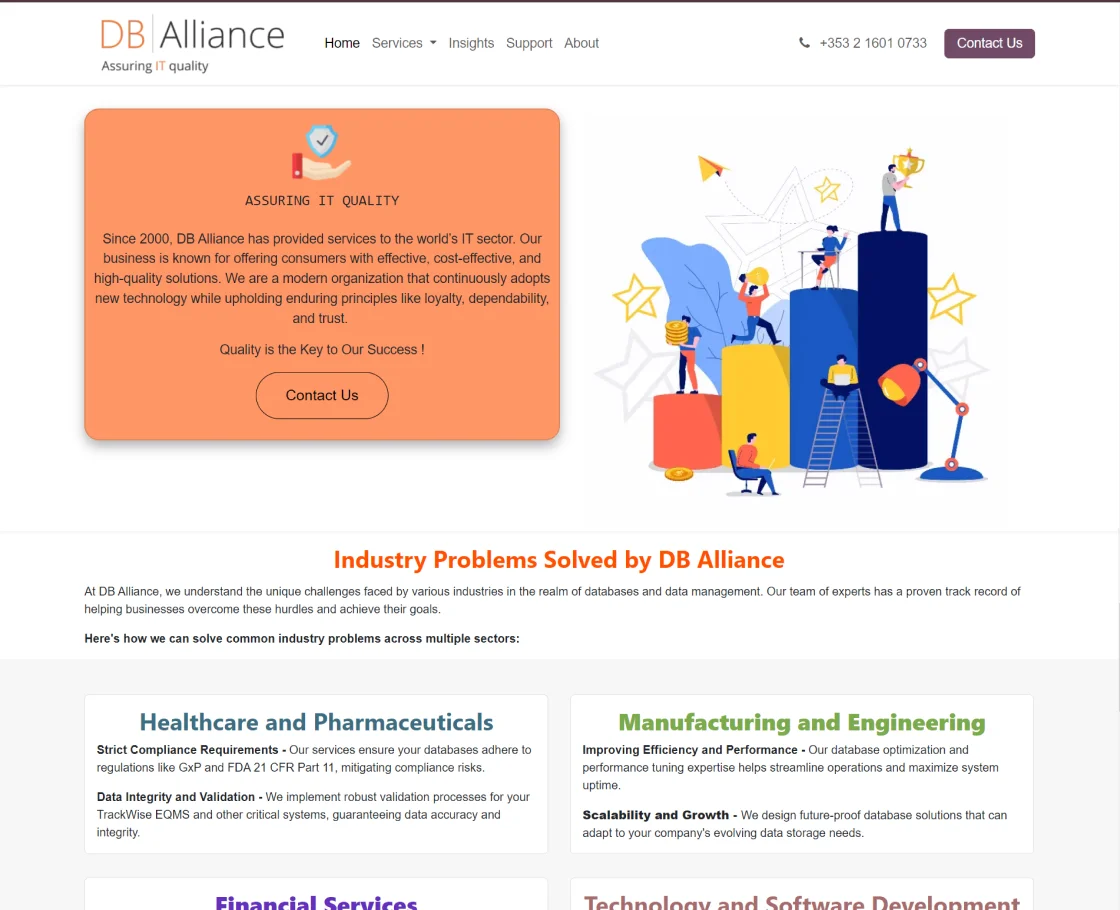 DB Alliance
Assuring IT quality
Home Services Insights Support About
+353 2 1601 0733
Contact Us
ASSURING IT QUALITY
Since 2000, DB Alliance has provided services to the world's IT sector. Our
business is known for offering consumers with effective, cost-effective, and
high-quality solutions. We are a modern organization that continuously adopts
new technology while upholding enduring principles like loyalty, dependability,
and trust.
Quality is the Key to Our Success !
Contact Us
Industry Problems Solved by DB Alliance
At DB Alliance, we understand the unique challenges faced by various industries in the realm of databases and data management. Our team of experts has a proven track record of
helping businesses overcome these hurdles and achieve their goals.
Here's how we can solve common industry problems across multiple sectors:
Healthcare and Pharmaceuticals
Strict Compliance Requirements - Our services ensure your databases adhere to
regulations like GxP and FDA 21 CFR Part 11, mitigating compliance risks.
Data Integrity and Validation - We implement robust validation processes for your
TrackWise EQMS and other critical systems, guaranteeing data accuracy and
integrity.
Manufacturing and Engineering
Improving Efficiency and Performance - Our database optimization and
performance tuning expertise helps streamline operations and maximize system
uptime.
Scalability and Growth - We design future-proof database solutions that can
adapt to your company's evolving data storage needs.
Financial Services
Technology and Software Development